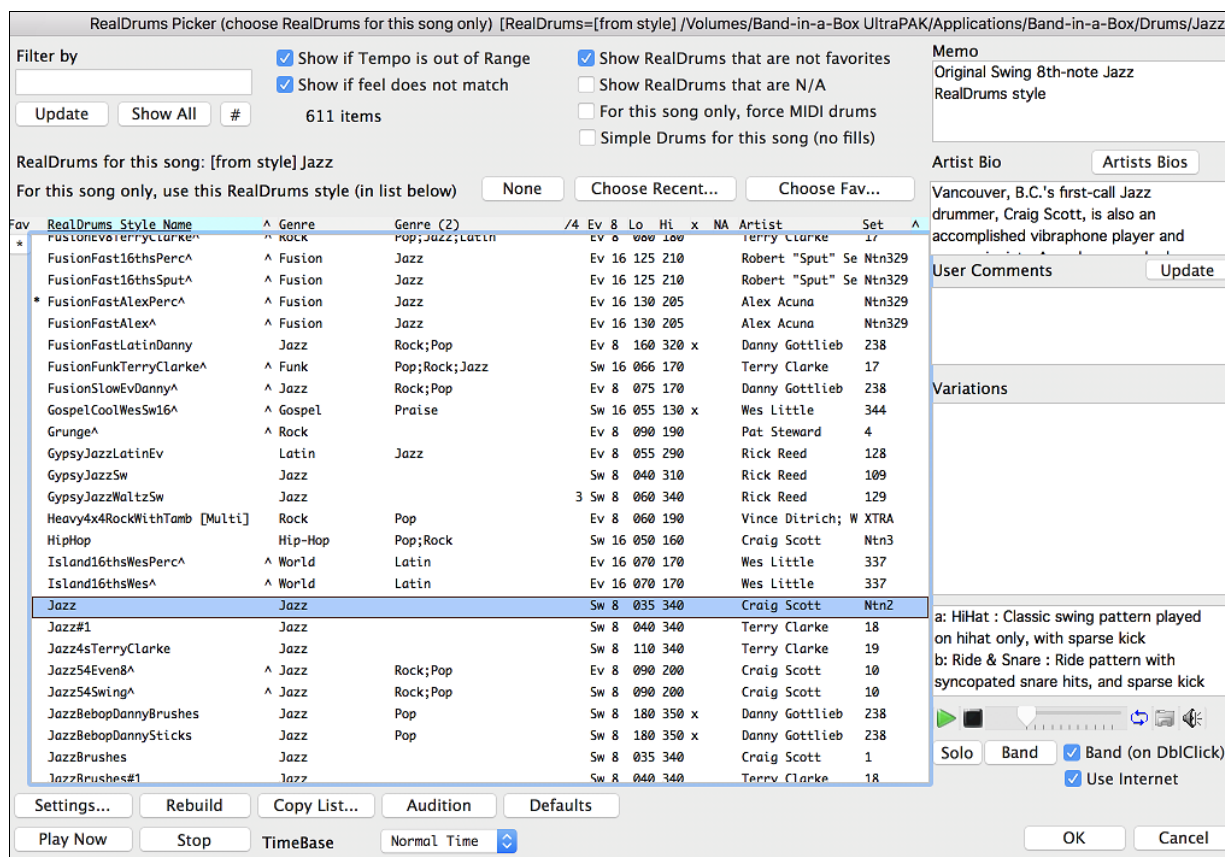 RealDrums Picker (choose RealDrums for this song only) [RealDrums=[from style] /Volumes/Band-in-a-Box UltraPAK/Applications/Band-in-a-Box/Drums/Jazz
Filter by
Show if Tempo is out of Range
Show if feel does not match
611 items
Update
Show All
#
Show RealDrums that are not favorites
Show RealDrums that are N/A
For this song only, force MIDI drums
Simple Drums for this song (no fills)
RealDrums for this song: [from style] Jazz
For this song only, use this RealDrums style (in list below)
None
Choose Recent...
Choose Fav...
Fav RealDrums Style Name ^ Genre Genre (2) /4 Ev 8 Lo Hi x NA Artist Set ^
*
FusionEv8TerryClarke^ ^ Rock Pop;Jazz;Latin Ev 8 080 180 Terry Clarke 17
FusionFast16thsPerc^ ^ Fusion Jazz Ev 16 125 210 Robert "Sput" Se Ntn329
FusionFast16thsSput^ ^ Fusion Jazz Ev 16 125 210 Robert "Sput" Se Ntn329
* FusionFastAlexPerc^ ^ Fusion Jazz Ev 16 130 205 Alex Acuna Ntn329
FusionFastAlex^ ^ Fusion Jazz Ev 16 130 205 Alex Acuna Ntn329
FusionFastLatinDanny Jazz Rock;Pop Ev 8 160 320 x Danny Gottlieb 238
FusionFunkTerryClarke^ ^ Funk Pop;Rock;Jazz Sw 16 066 170 Terry Clarke 17
FusionSlowEvDanny^ ^ Jazz Rock;Pop Ev 8 075 170 Danny Gottlieb 238
GospelCoolWesSw16^ ^ Gospel Praise Sw 16 055 130 x Wes Little 344
Grunge^ ^ Rock Ev 8 090 190 Pat Steward 4
GypsyJazzLatinEv Latin Jazz Ev 8 055 290 Rick Reed 128
GypsyJazzSw Jazz Sw 8 040 310 Rick Reed 109
GypsyJazzWaltzSw Jazz 3 Sw 8 060 340 Rick Reed 129
Heavy4x4RockWithTamb [Multi] Rock Pop Ev 8 060 190 Vince Ditrich; W XTRA
HipHop Hip-Hop Pop;Rock Sw 16 050 160 Craig Scott Ntn3
Island16thsWesPerc^ ^ World Latin Ev 16 070 170 Wes Little 337
Island16thsWes^ ^ World Latin Ev 16 070 170 Wes Little 337
Jazz Jazz Sw 8 035 340 Craig Scott Ntn2
Jazz#1 Jazz Sw 8 040 340 Terry Clarke 18
Jazz4sTerryClarke Jazz Sw 8 110 340 Terry Clarke 19
Jazz54Even8^ ^ Jazz Rock;Pop Ev 8 090 200 Craig Scott 10
Jazz54Swing^ ^ Jazz Rock;Pop Sw 8 090 200 Craig Scott 10
JazzBebopDannyBrushes Jazz Pop Sw 8 180 350 x Danny Gottlieb 238
JazzBebopDannySticks Jazz Pop Sw 8 180 350 x Danny Gottlieb 238
JazzBrushes Jazz Sw 8 035 340 Craig Scott 1
JazzBrushes#1 Jazz Sw 8 040 340 Terry Clarke 18
Settings...
Rebuild
Copy List...
Audition
Defaults
Play Now
Stop
TimeBase
Normal Time
Memo
Original Swing 8th-note Jazz
RealDrums style
Artist Bio
Artists Bios
Vancouver, B.C.'s first-call Jazz
drummer, Craig Scott, is also an
accomplished vibraphone player and
User Comments
Update
Variations
a: HiHat : Classic swing pattern played
on hihat only, with sparse kick
b: Ride & Snare : Ride pattern with
syncopated snare hits, and sparse kick
Solo
Band
Band (on DblClick)
Use Internet
OK
Cancel